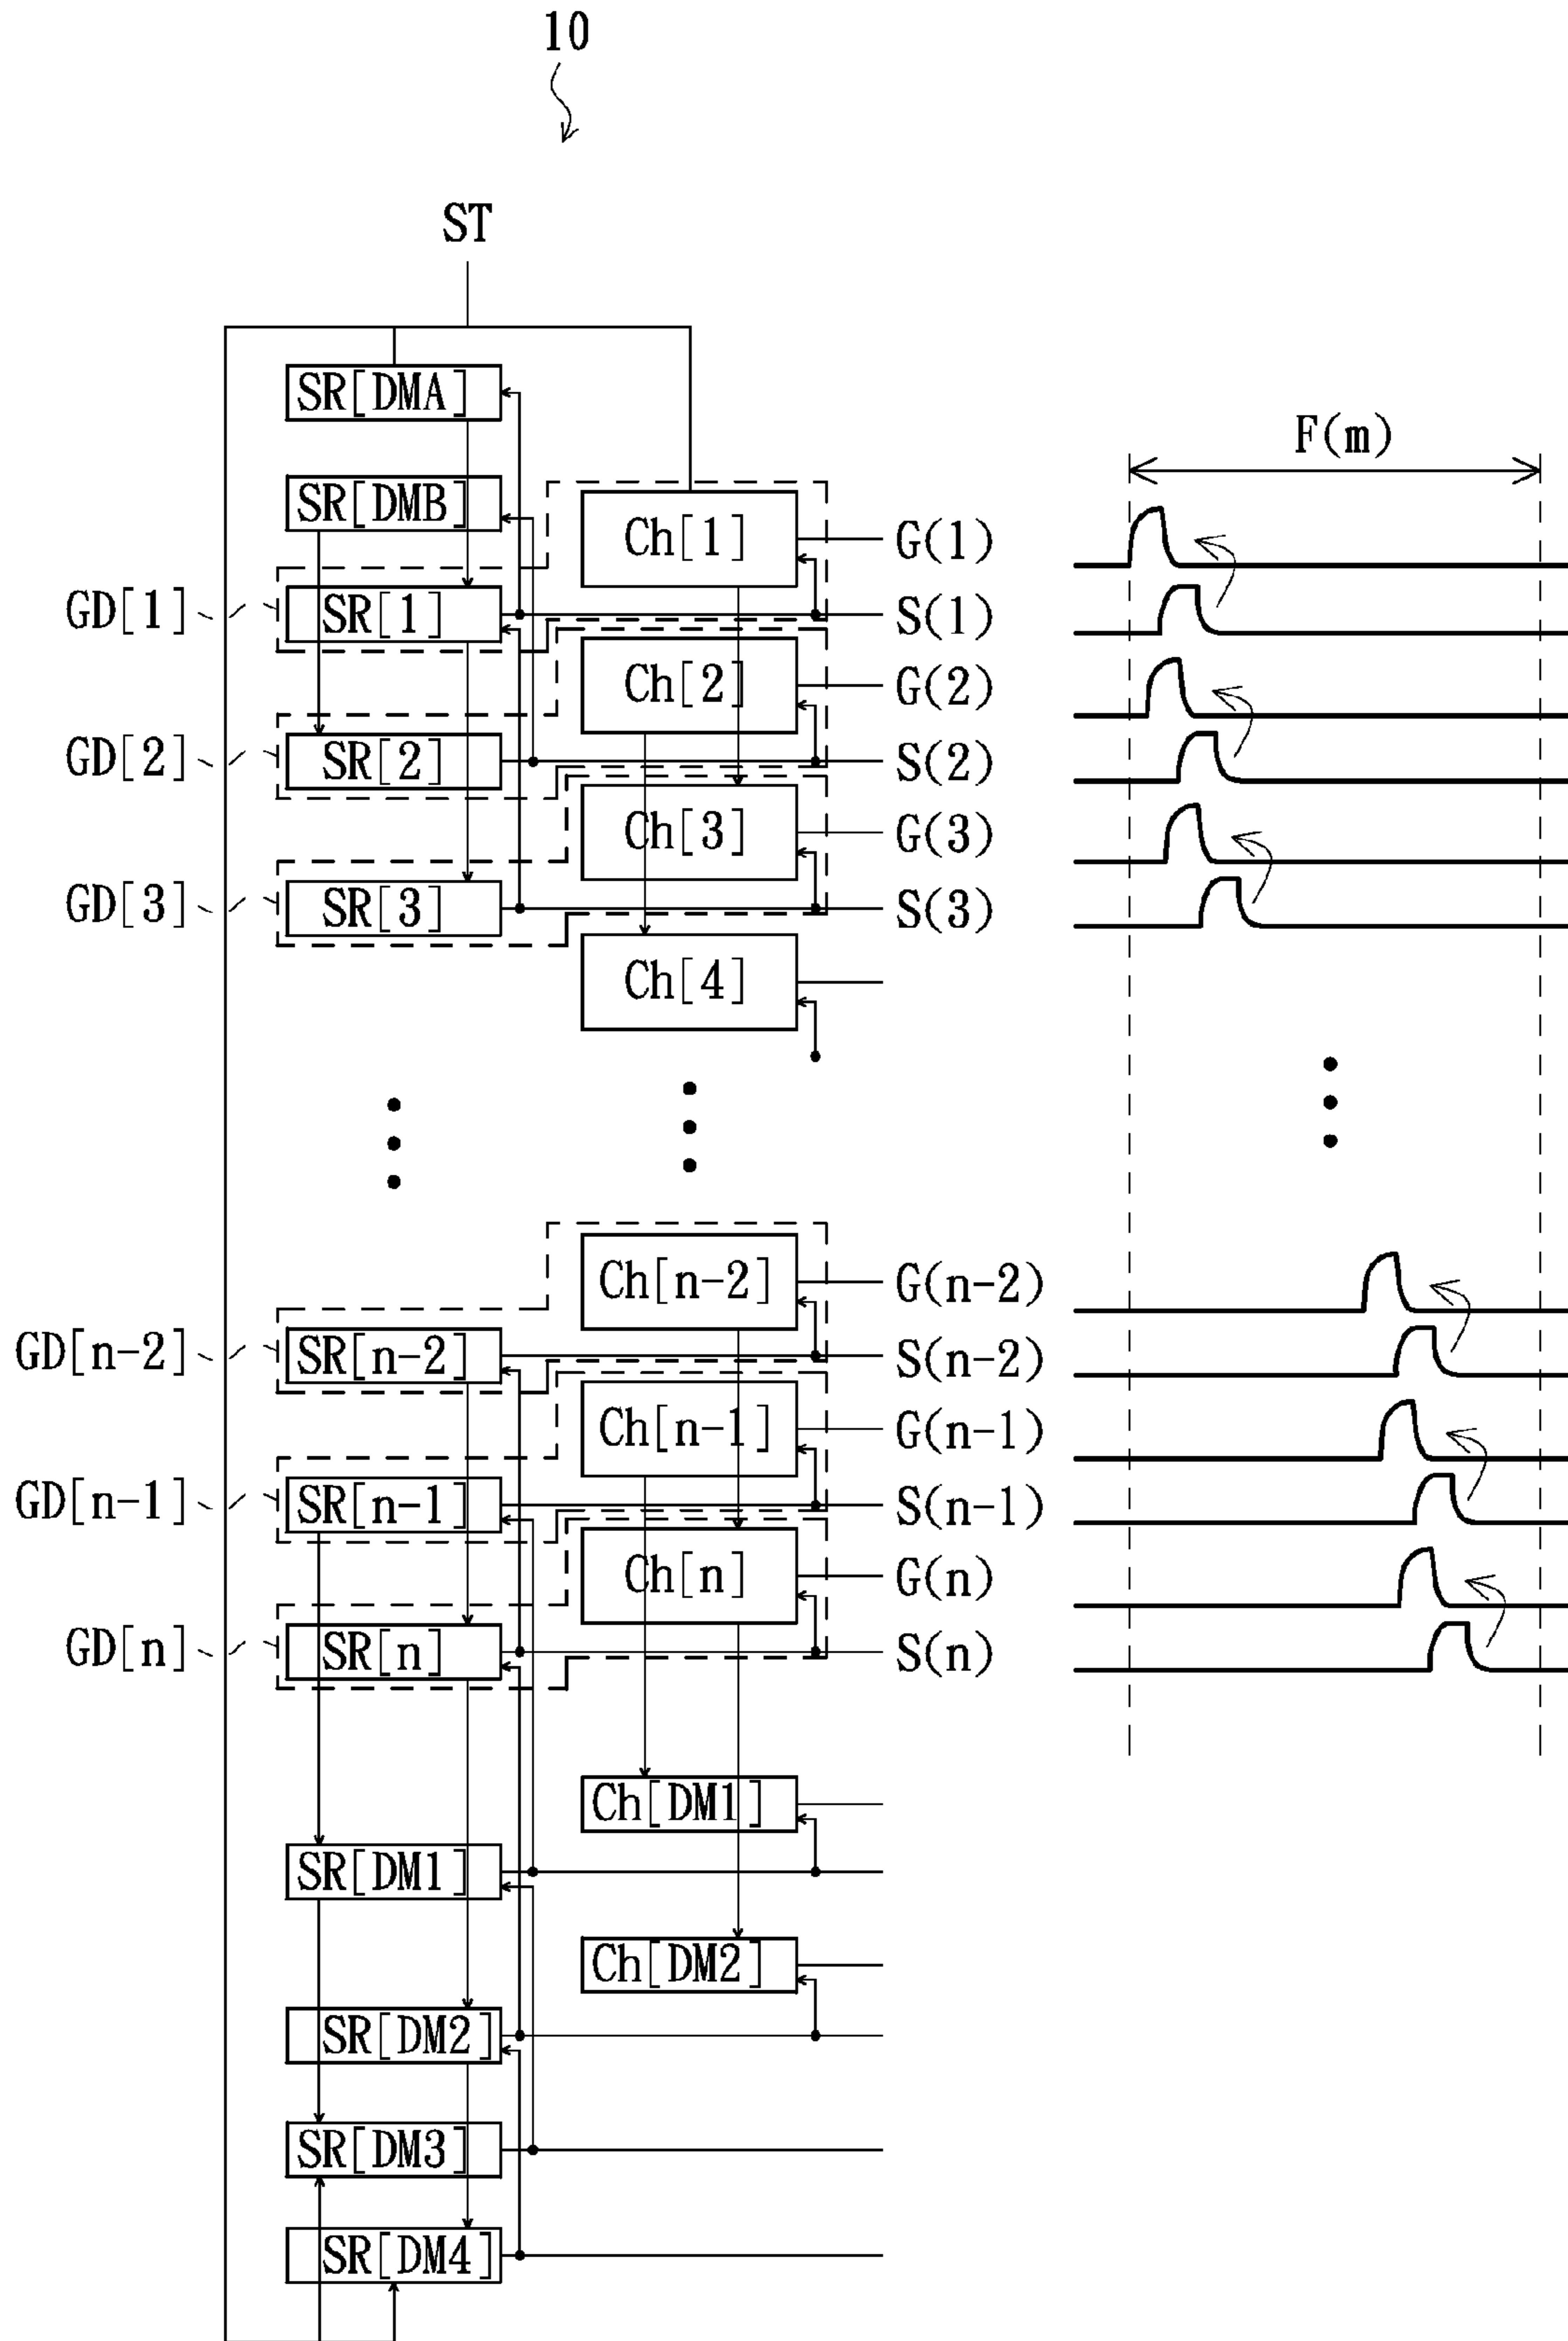 10
ST
SR[DMA]
F(m)
SR[DMB]
Ch[1]
G(1)
GD[1]
SR[1]
S(1)
Ch[2]
G(2)
GD[2]
SR[2]
S(2)
Ch[3]
G(3)
GD[3]
SR[3]
S(3)
Ch[4]
Ch[n-2]
G(n-2)
GD[n-2]
SR[n-2]
S(n-2)
Ch[n-1]
G(n-1)
GD[n-1]
SR[n-1]
S(n-1)
Ch[n]
G(n)
GD[n]
SR[n]
S(n)
Ch[DM1]
SR[DM1]
Ch[DM2]
SR[DM2]
SR[DM3]
SR[DM4]